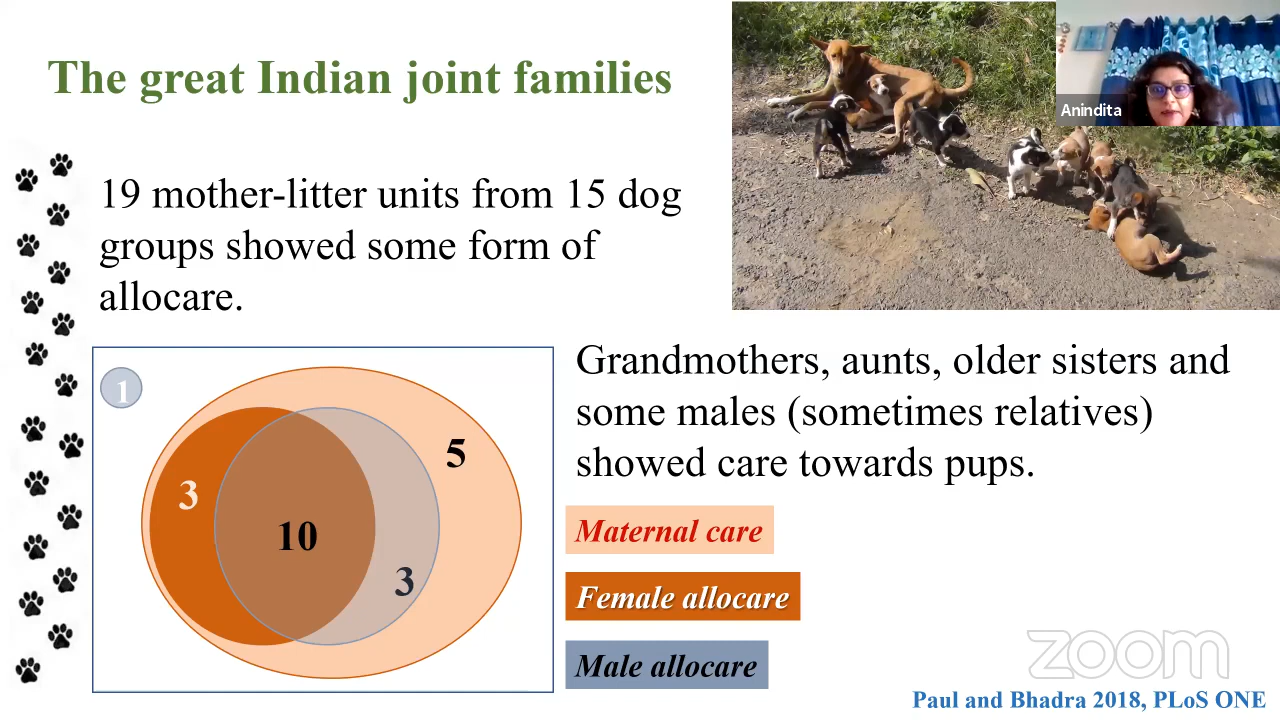 The great Indian joint families
Anindita
19 mother-litter units from 15 dog
groups showed some form of
allocare.
1
5
3
10
3
Grandmothers, aunts, older sisters and
some males (sometimes relatives)
showed care towards pups.
Maternal care
Female allocare
Male allocare
zoom
Paul and Bhadra 2018, PLoS ONE